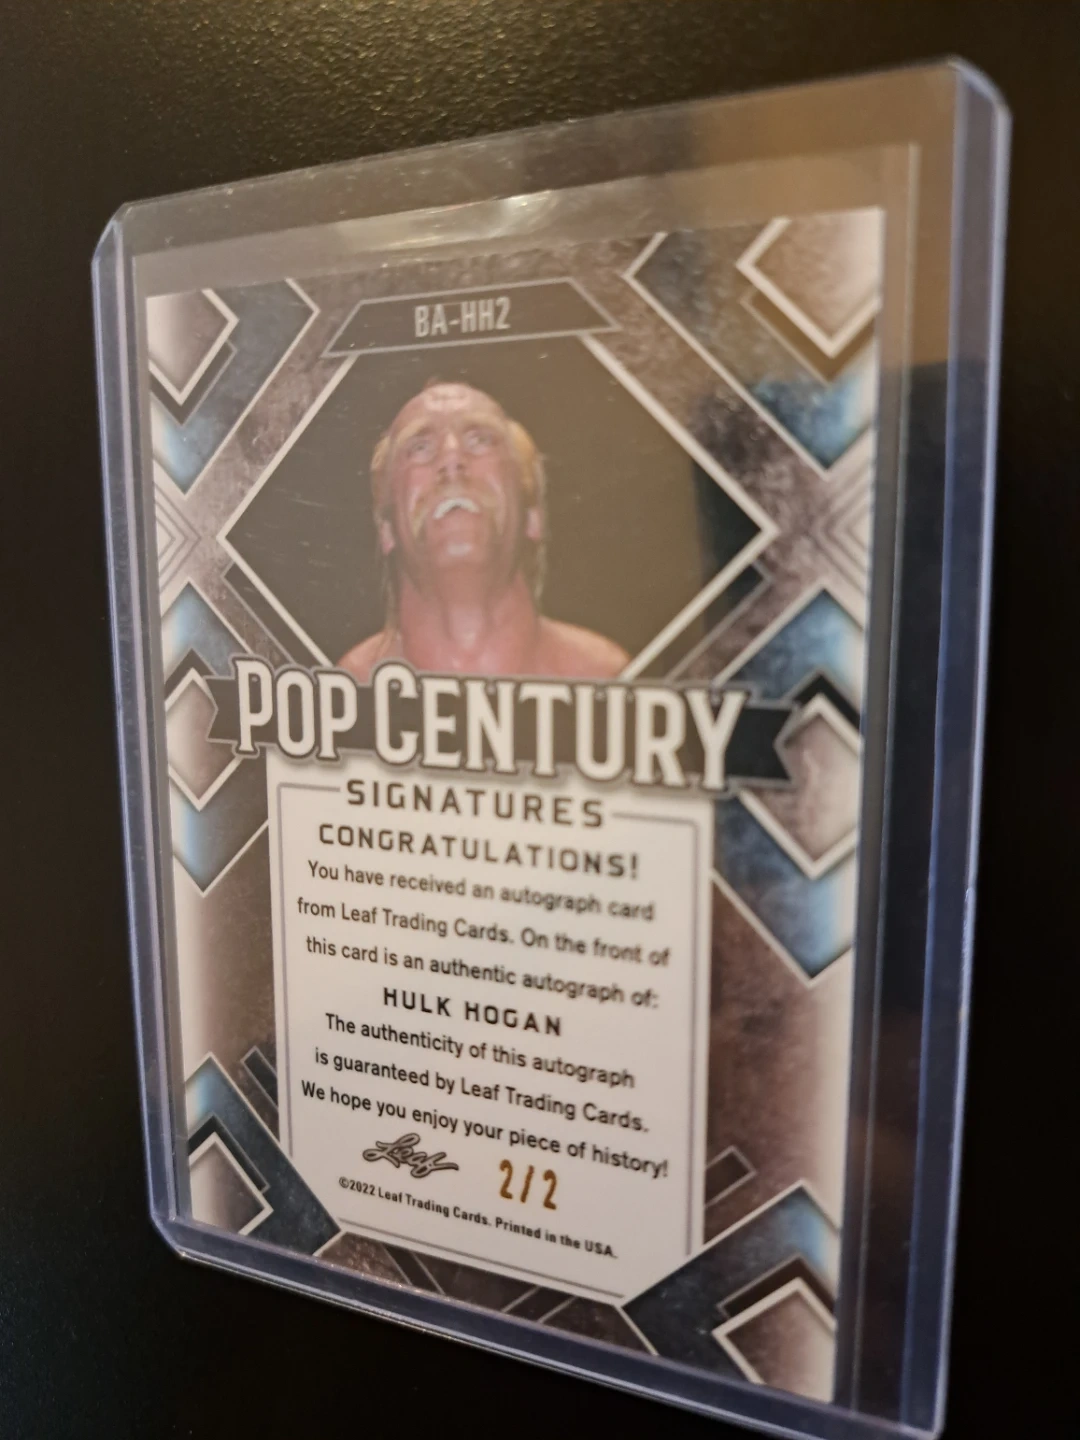 BA-HH2
POP CENTURY
SIGNATURES
CONGRATULATIONS!
You have received an autograph card
from Leaf Trading Cards. On the front of
this card is an authentic autograph of:
HULK HOGAN
The authenticity of this autograph
is guaranteed by Leaf Trading Cards.
We hope you enjoy your piece of history!
Leaf 2/2
©2022 Leaf Trading Cards. Printed in the USA.